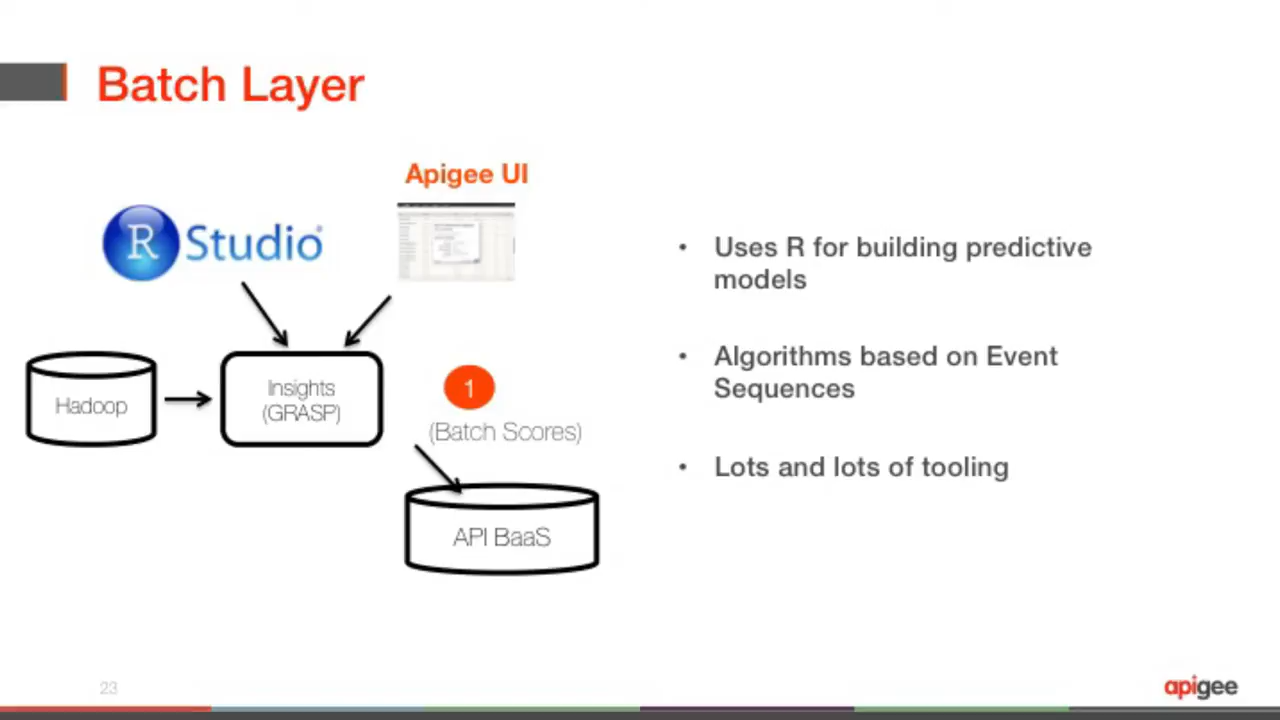 Batch Layer
Apigee UI
R Studio®
Hadoop
Insights
(GRASP)
1
(Batch Scores)
API BaaS
• Uses R for building predictive
models
• Algorithms based on Event
Sequences
• Lots and lots of tooling
23
apigee